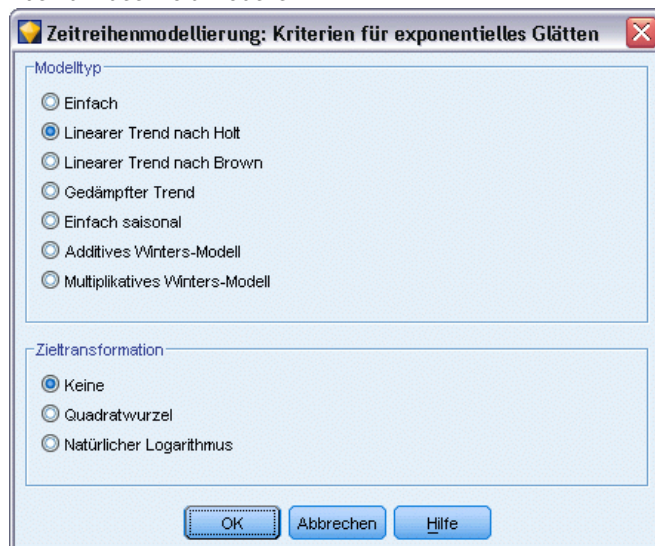 Zeitreihenmodellierung: Kriterien für exponentielles Glätten
Modelltyp
Einfach
Linearer Trend nach Holt
Linearer Trend nach Brown
Gedämpfter Trend
Einfach saisonal
Additives Winters-Modell
Multiplikatives Winters-Modell
Zieltransformation
Keine
Quadratwurzel
Natürlicher Logarithmus
OK Abbrechen Hilfe